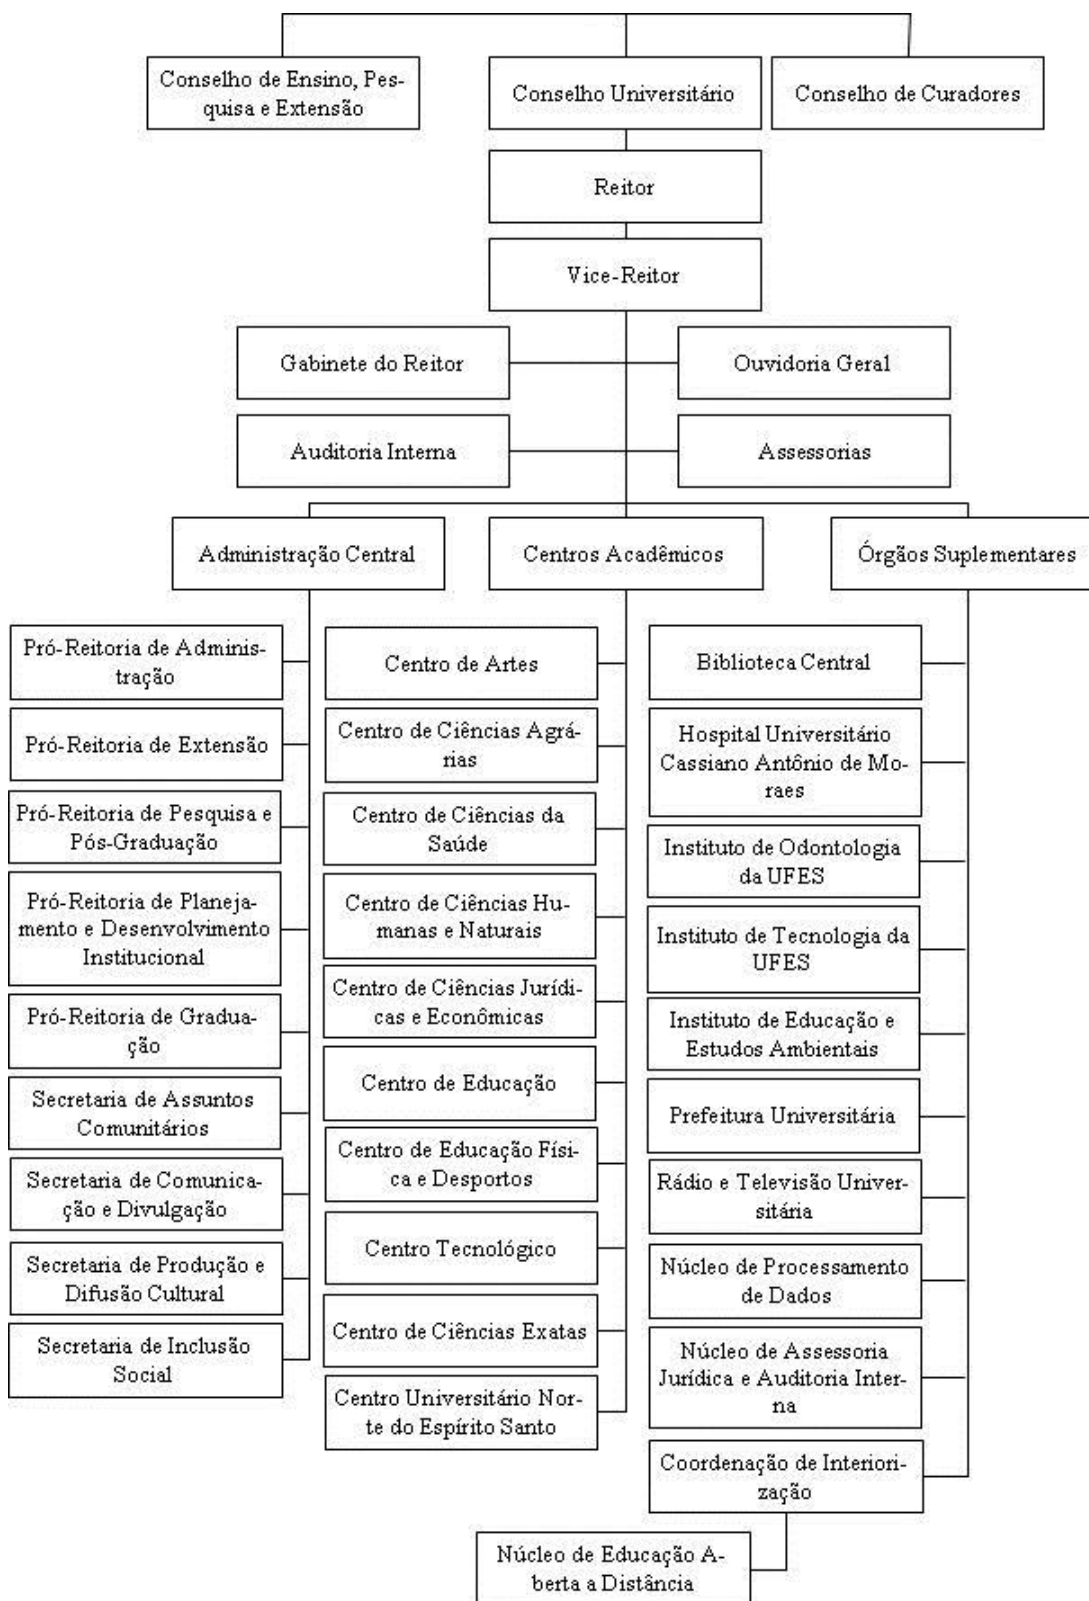 Conselho de Ensino, Pes-
quisa e Extensão
Conselho Universitário
Conselho de Curadores
Reitor
Vice-Reitor
Gabinete do Reitor
Ouvidoria Geral
Auditoria Interna
Assessorias
Administração Central
Centros Acadêmicos
Órgãos Suplementares
Pró-Reitoria de Adminis-
tração
Pró-Reitoria de Extensão
Pró-Reitoria de Pesquisa e
Pós-Graduação
Pró-Reitoria de Planeja-
mento e Desenvolvimento
Institucional
Pró-Reitoria de Gradua-
ção
Secretaria de Assuntos
Comunitários
Secretaria de Comunica-
ção e Divulgação
Secretaria de Produção e
Difusão Cultural
Secretaria de Inclusão
Social
Centro de Artes
Centro de Ciências Agrá-
rias
Centro de Ciências da
Saúde
Centro de Ciências Hu-
manas e Naturais
Centro de Ciências Jurídi-
cas e Econômicas
Centro de Educação
Centro de Educação Físi-
ca e Desportos
Centro Tecnológico
Centro de Ciências Exatas
Centro Universitário Nor-
te do Espírito Santo
Biblioteca Central
Hospital Universitário
Cassiano Antônio de Mo-
raes
Instituto de Odontologia
da UFES
Instituto de Tecnologia da
UFES
Instituto de Educação e
Estudos Ambientais
Prefeitura Universitária
Rádio e Televisão Univer-
sitária
Núcleo de Processamento
de Dados
Núcleo de Assessoria
Jurídica e Auditoria Inter-
na
Coordenação de Interiori-
zação
Núcleo de Educação A-
berta a Distância